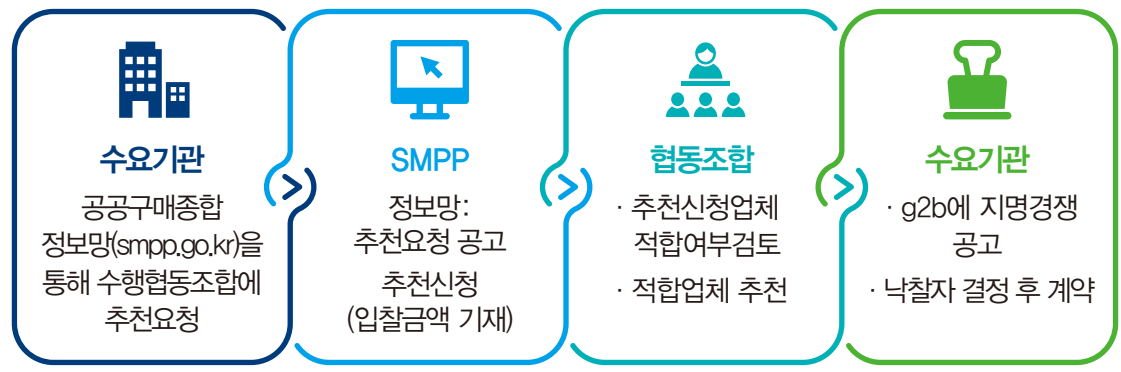 수요기관
공공구매종합
정보망(smpp.go.kr)을
통해 수행협동조합에
추천요청
SMPP
정보망:
추천요청 공고
추천신청
(입찰금액 기재)
협동조합
· 추천신청업체
적합여부검토
· 적합업체 추천
수요기관
· g2b에 지명경쟁
공고
· 낙찰자 결정 후 계약